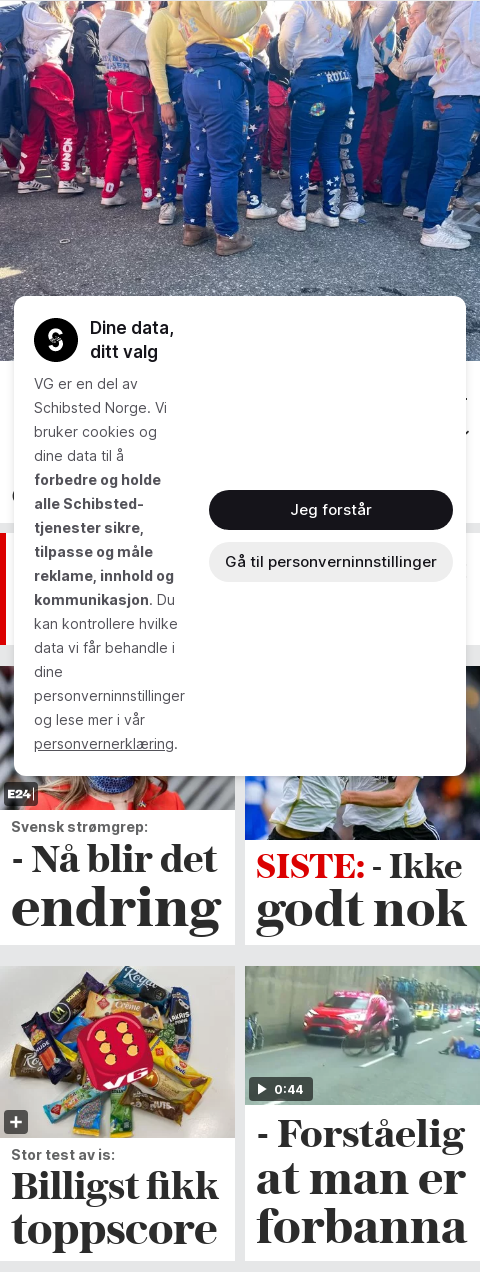 RULL
Dine data,
ditt valg
VG er en del av
Schibsted Norge. Vi
bruker cookies og
dine data til å
forbedre og holde
alle Schibsted-
tjenester sikre,
tilpasse og måle
reklame, innhold og
kommunikasjon. Du
kan kontrollere hvilke
data vi får behandle i
dine
personverninnstillinger
og lese mer i vår
personvernerklæring.
Jeg forstår
Gå til personverninnstillinger
E24
Svensk strømgrep:
- Nå blir det
endring
SISTE: - Ikke
godt nok
Royal
VG
Stor test av is:
Billigst fikk
toppscore
0:44
- Forståelig
at man er
forbanna